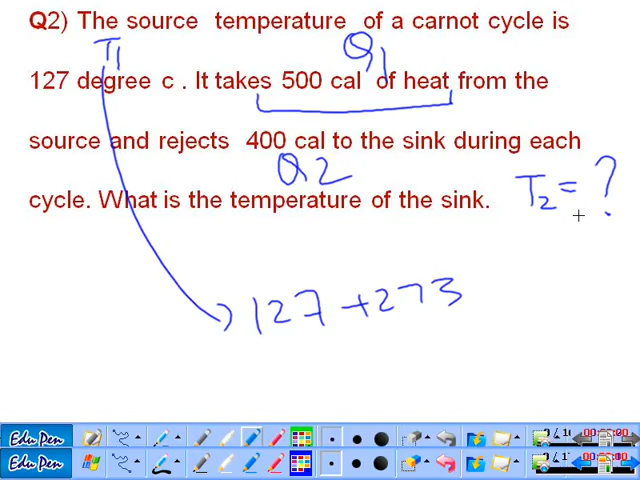 Q2) The source temperature of a carnot cycle is
T1 Q1
127 degree c . It takes 500 cal of heat from the
source and rejects 400 cal to the sink during each
Q2
cycle. What is the temperature of the sink.
T2 = ?
127 + 273
Edu Pen
Edu Pen